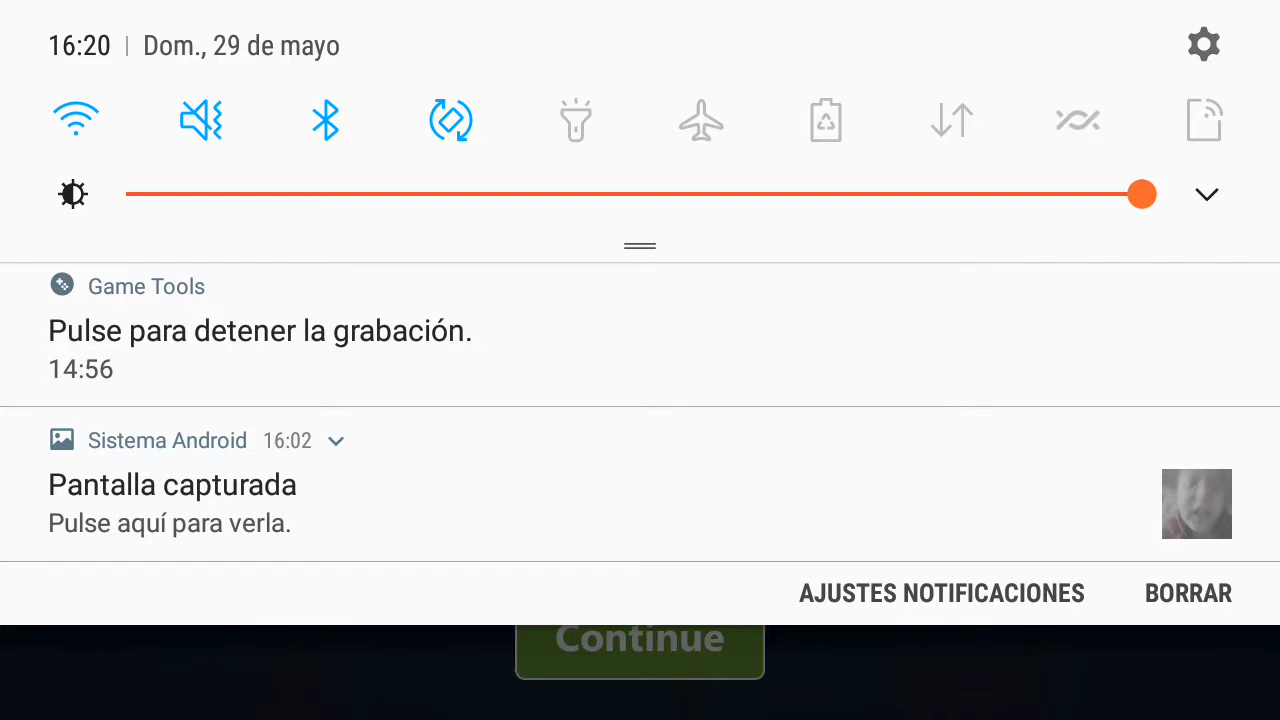 16:20 | Dom., 29 de mayo
Game Tools
Pulse para detener la grabación.
14:56
Sistema Android 16:02
Pantalla capturada
Pulse aquí para verla.
AJUSTES NOTIFICACIONES BORRAR
Continue